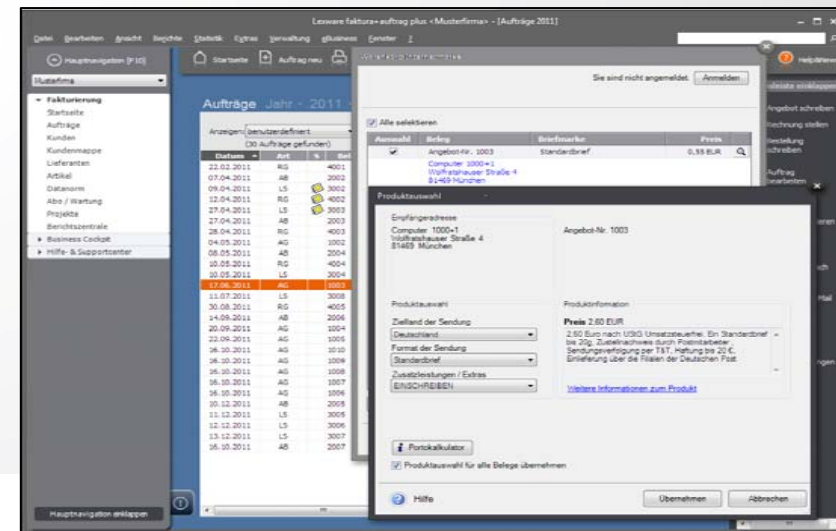 Lexware faktura+auftrag plus <Musterfirma> - [Aufträge 2011]
Datei Bearbeiten Ansicht Berichte Statistik Extras Verwaltung eBusiness Fenster ?
Hauptnavigation [F10]
Startseite
Auftrag neu
Musterfirma
Fakturierung
Startseite
Aufträge
Kunden
Kundenmappe
Lieferanten
Artikel
Datanorm
Abo / Wartung
Projekte
Berichtszentrale
Business Cockpit
Hilfe- & Supportcenter
Hauptnavigation einklappen
Aufträge Jahr - 2011
Anzeigen: benutzerdefiniert
(30 Aufträge gefunden)
Datum Art % Bel
22.02.2011 RG 4001
07.04.2011 AB 2002
09.04.2011 LS 3002
12.04.2011 RG 4002
27.04.2011 LS 3003
27.04.2011 AB 2003
28.04.2011 RG 4003
04.05.2011 AG 1002
08.05.2011 AB 2004
10.05.2011 RG 4004
10.05.2011 LS 3004
17.06.2011 AG 1003
11.07.2011 LS 3008
30.08.2011 RG 4005
14.09.2011 AB 2006
20.09.2011 AG 1004
22.09.2011 AG 1005
16.10.2011 AG 1010
16.10.2011 AG 1009
16.10.2011 AG 1008
16.10.2011 AG 1007
16.10.2011 AG 1006
10.12.2011 AB 2005
11.12.2011 LS 3005
12.12.2011 LS 3006
13.12.2011 LS 3007
16.10.2011 AB 2007
Sie sind nicht angemeldet. Anmelden
Alle selektieren
Auswahl Beleg Briefmarke Preis
Angebot-Nr. 1003 Standardbrief 0,55 EUR
Computer 1000+1
Wolfratshauser Straße 4
81469 München
Produktauswahl
Empfängeradresse
Computer 1000+1
Wolfratshauser Straße 4
81469 München
Angebot-Nr. 1003
Produktauswahl
Zielland der Sendung
Deutschland
Format der Sendung
Standardbrief
Zusatzleistungen / Extras
EINSCHREIBEN
Produktinformation
Preis 2,60 EUR
2,60 Euro nach UStG Umsatzsteuerfrei. Ein Standardbrief
bis 20g, Zustellnachweis durch Postmitarbeiter,
Sendungsverfolgung per T&T, Haftung bis 20 €,
Einlieferung über die Filialen der Deutschen Post
Weitere Informationen zum Produkt
Portokalkulator
Produktauswahl für alle Belege übernehmen
Hilfe
Übernehmen
Abbrechen
einklappen
Angebot schreiben
Rechnung stellen
Bestellung
schreiben
Auftrag
bearbeiten